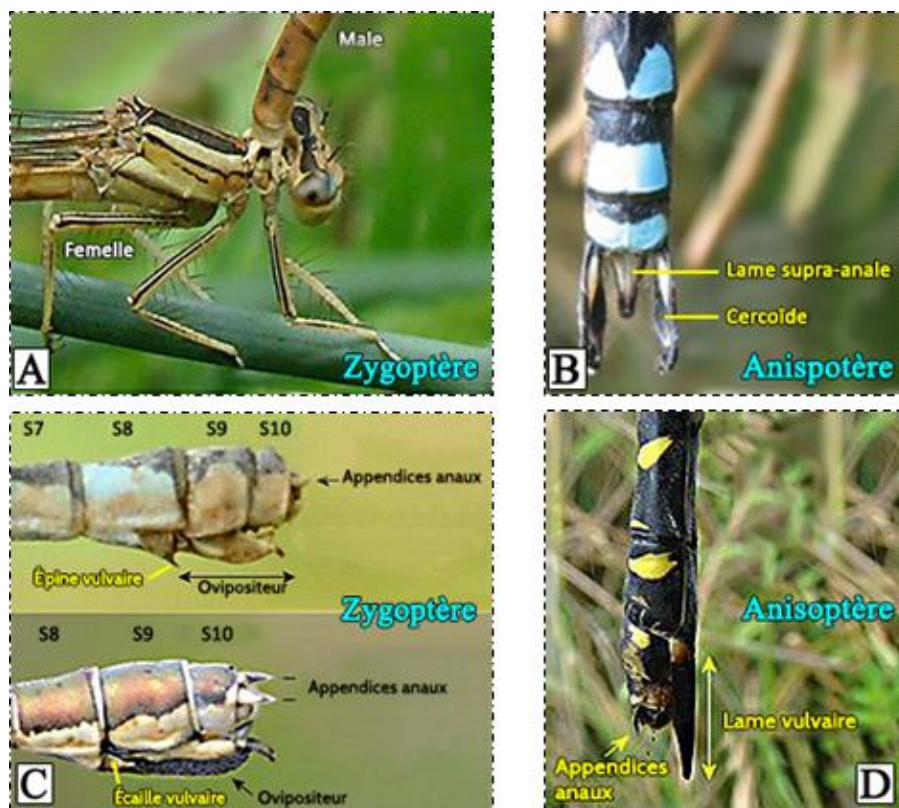 Male
Femelle
A
Zygoptère
Lame supra-anale
Cercoïde
B
Anispotère
S7 S8 S9 S10
Appendices anaux
Épine vulvaire
Ovipositeur
Zygoptère
S8 S9 S10
Appendices anaux
C
Écaille vulvaire
Ovipositeur
Anisoptère
Lame vulvaire
Appendices
anaux
D